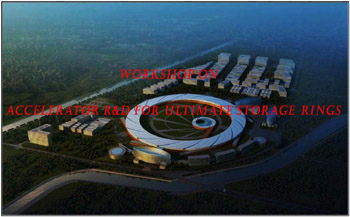 WORKSHOP ON
ACCELERATOR R&D FOR ULTIMATE STORAGE RINGS